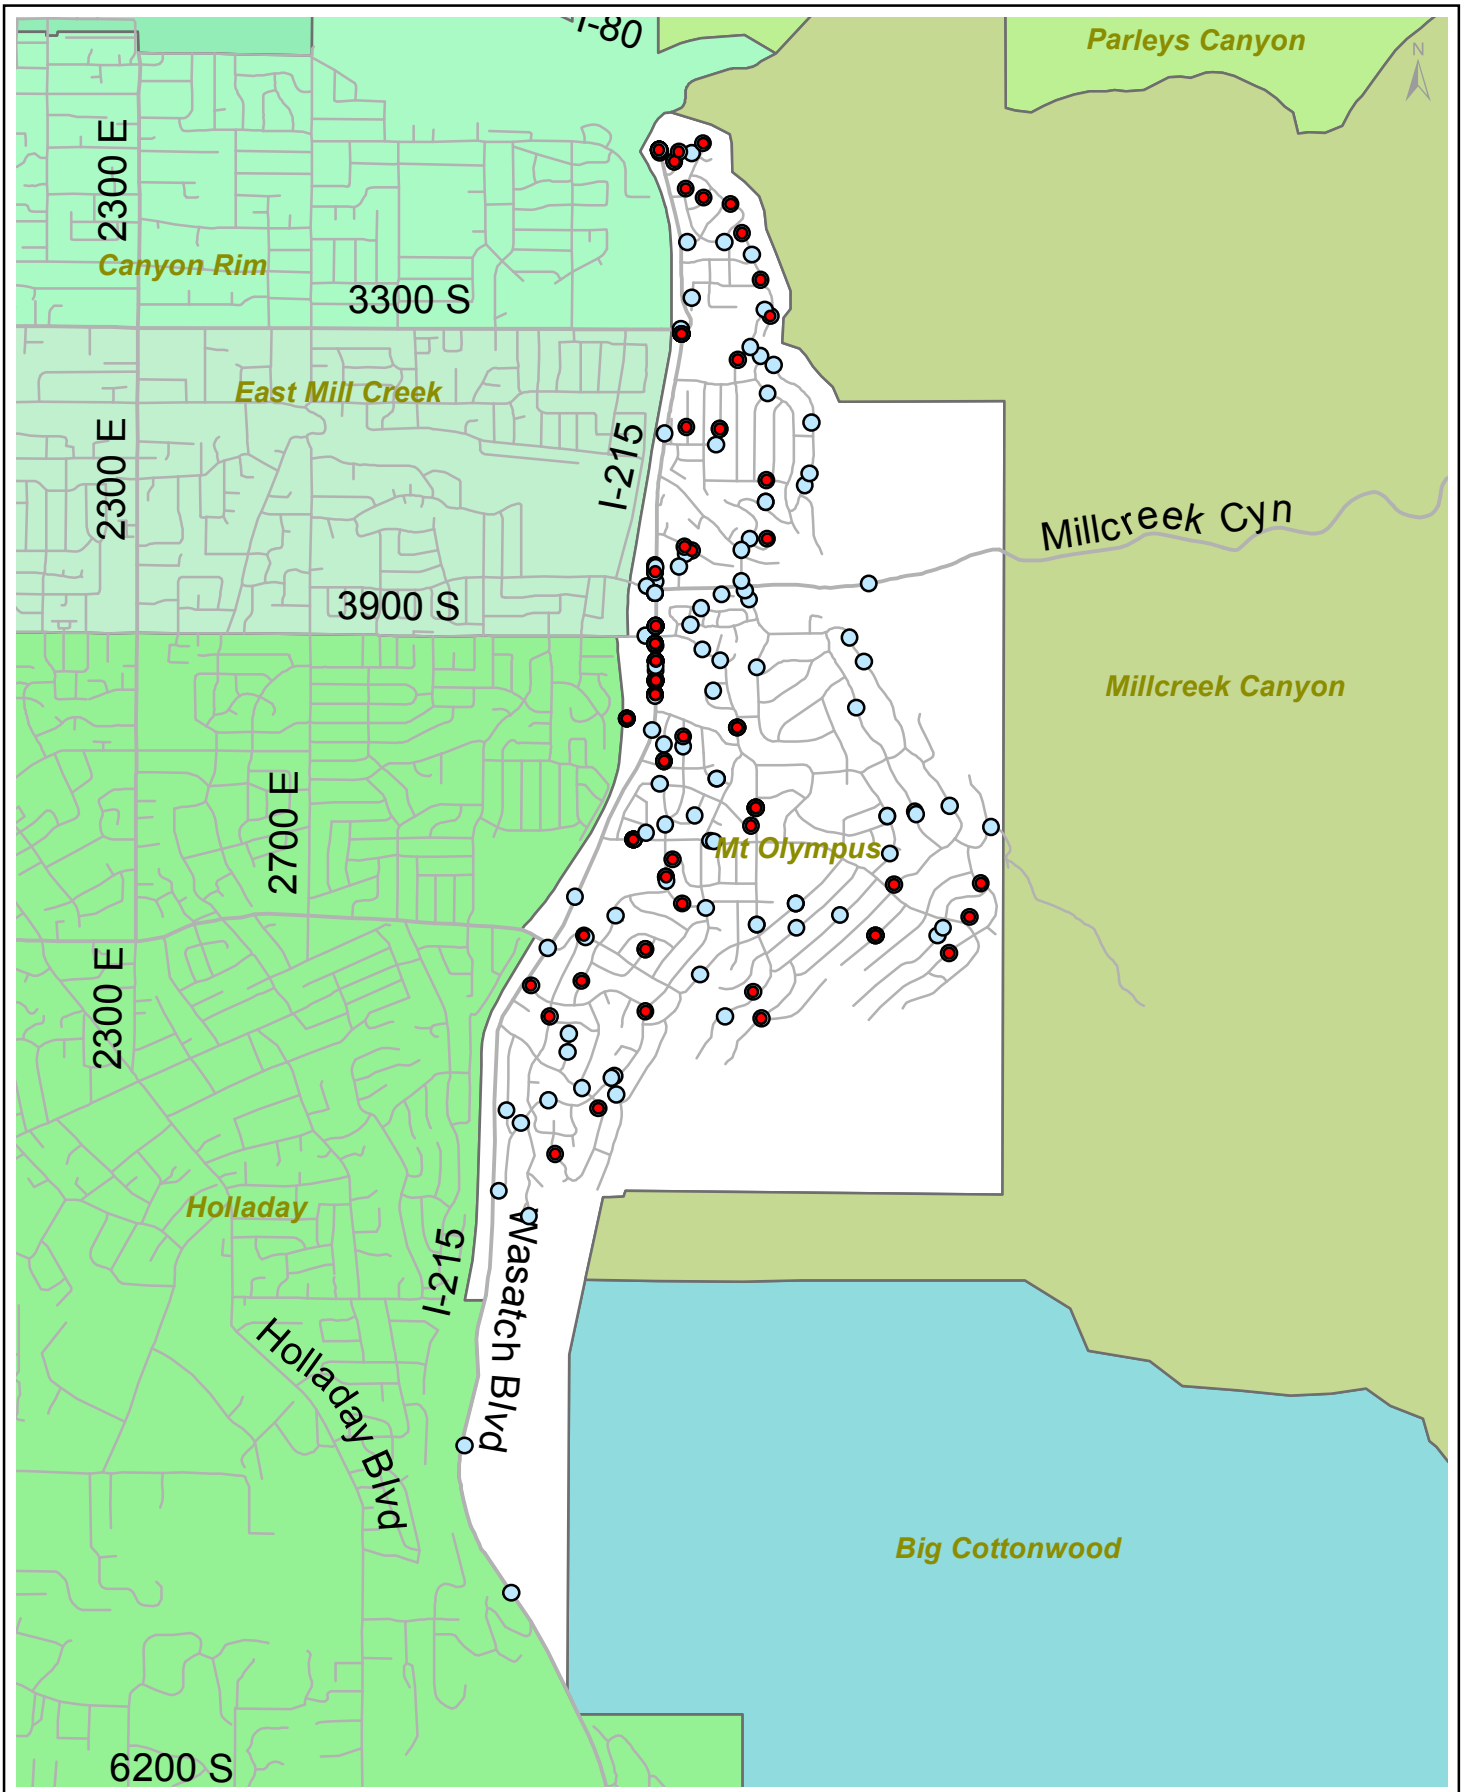 I-80
Parleys Canyon
N
2300 E
Canyon Rim
3300 S
East Mill Creek
2300 E
I-215
Millcreek Cyn
3900 S
Millcreek Canyon
2700 E
Mt Olympus
2300 E
Holladay
I-215
Wasatch Blvd
Holladay Blvd
Big Cottonwood
6200 S